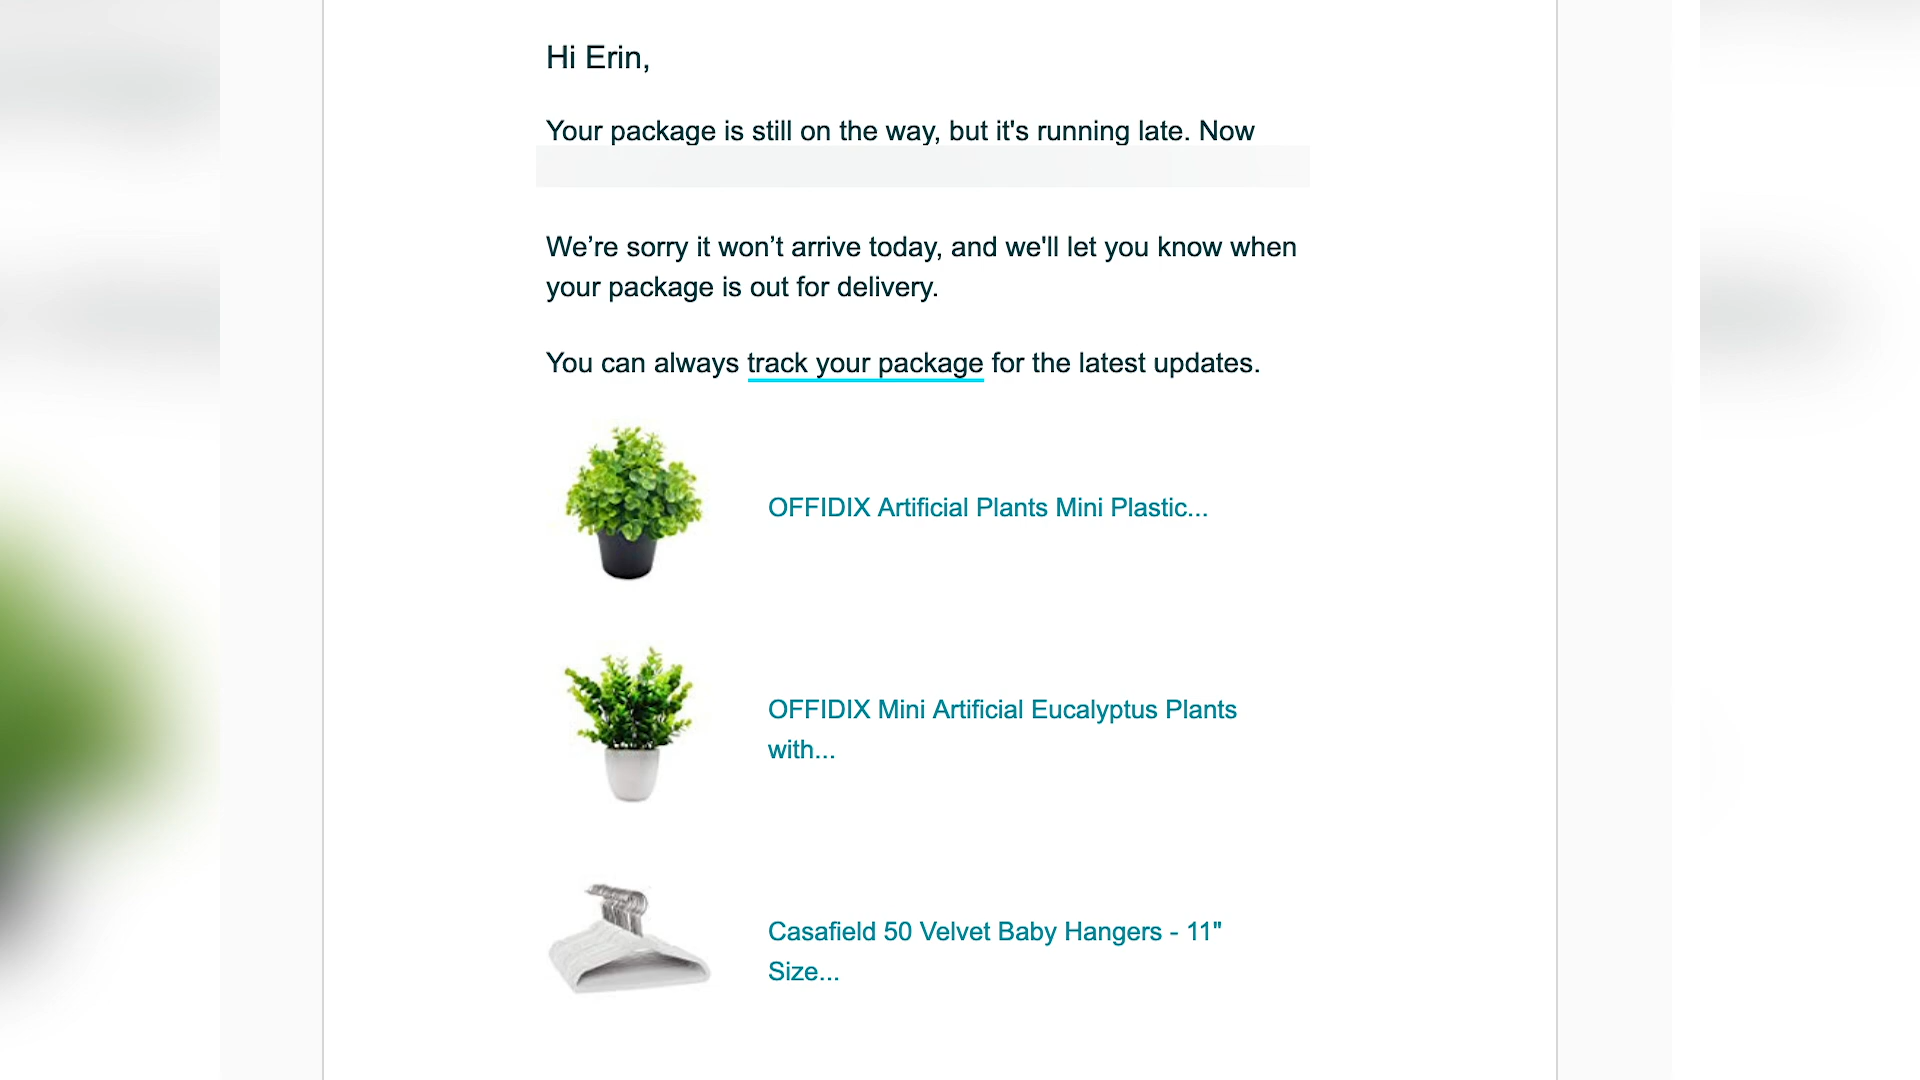 Hi Erin,
Your package is still on the way, but it's running late. Now
We’re sorry it won’t arrive today, and we'll let you know when
your package is out for delivery.
You can always track your package for the latest updates.
OFFIDIX Artificial Plants Mini Plastic...
OFFIDIX Mini Artificial Eucalyptus Plants
with...
Casafield 50 Velvet Baby Hangers - 11"
Size...